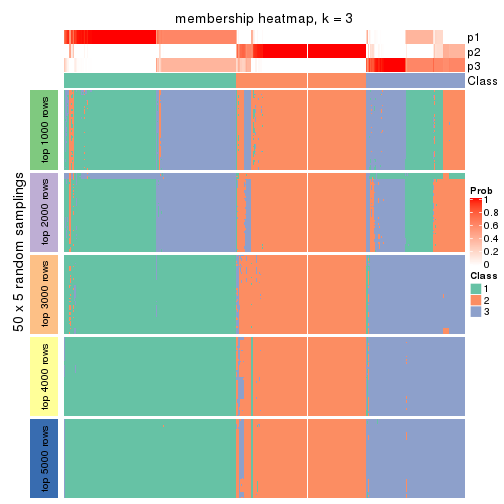 membership heatmap, k = 3
p1
p2
p3
Class
50 x 5 random samplings
top 1000 rows
top 2000 rows
top 3000 rows
top 4000 rows
top 5000 rows
Prob
1
0.8
0.6
0.4
0.2
0
Class
1
2
3